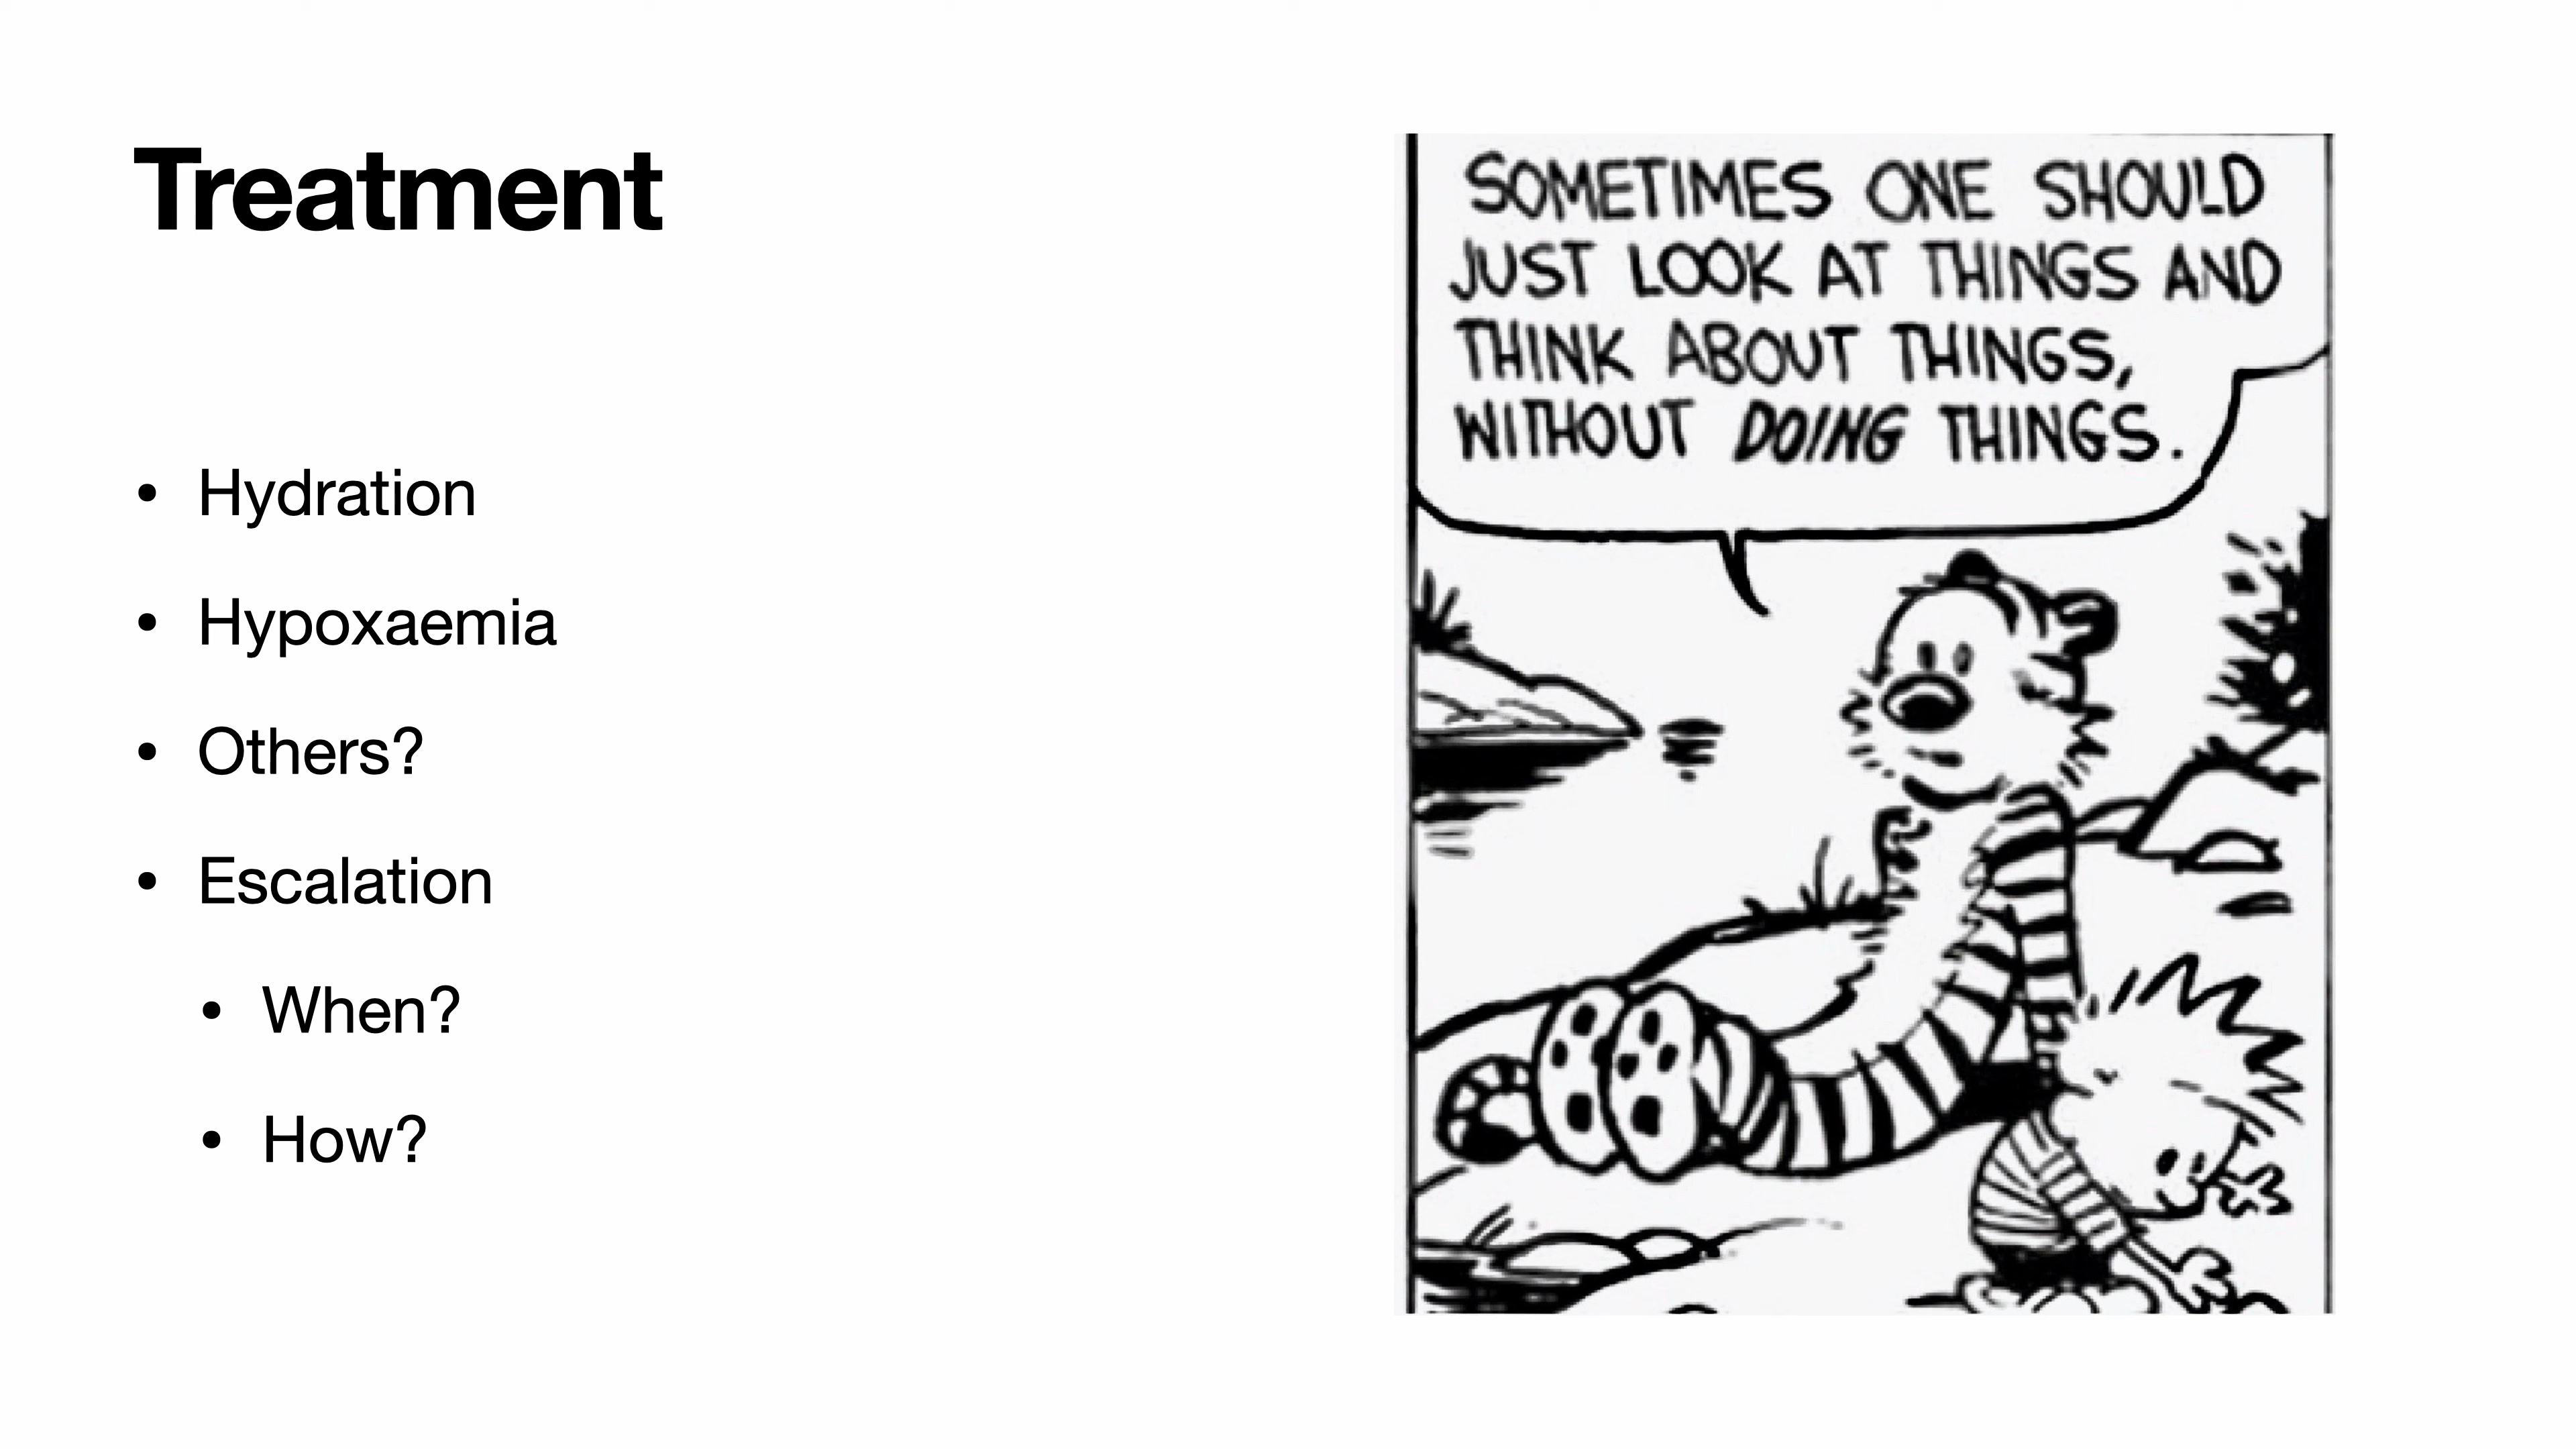 Treatment
• Hydration
• Hypoxaemia
• Others?
• Escalation
• When?
• How?
SOMETIMES ONE SHOULD
JUST LOOK AT THINGS AND
THINK ABOUT THINGS,
WITHOUT DOING THINGS.